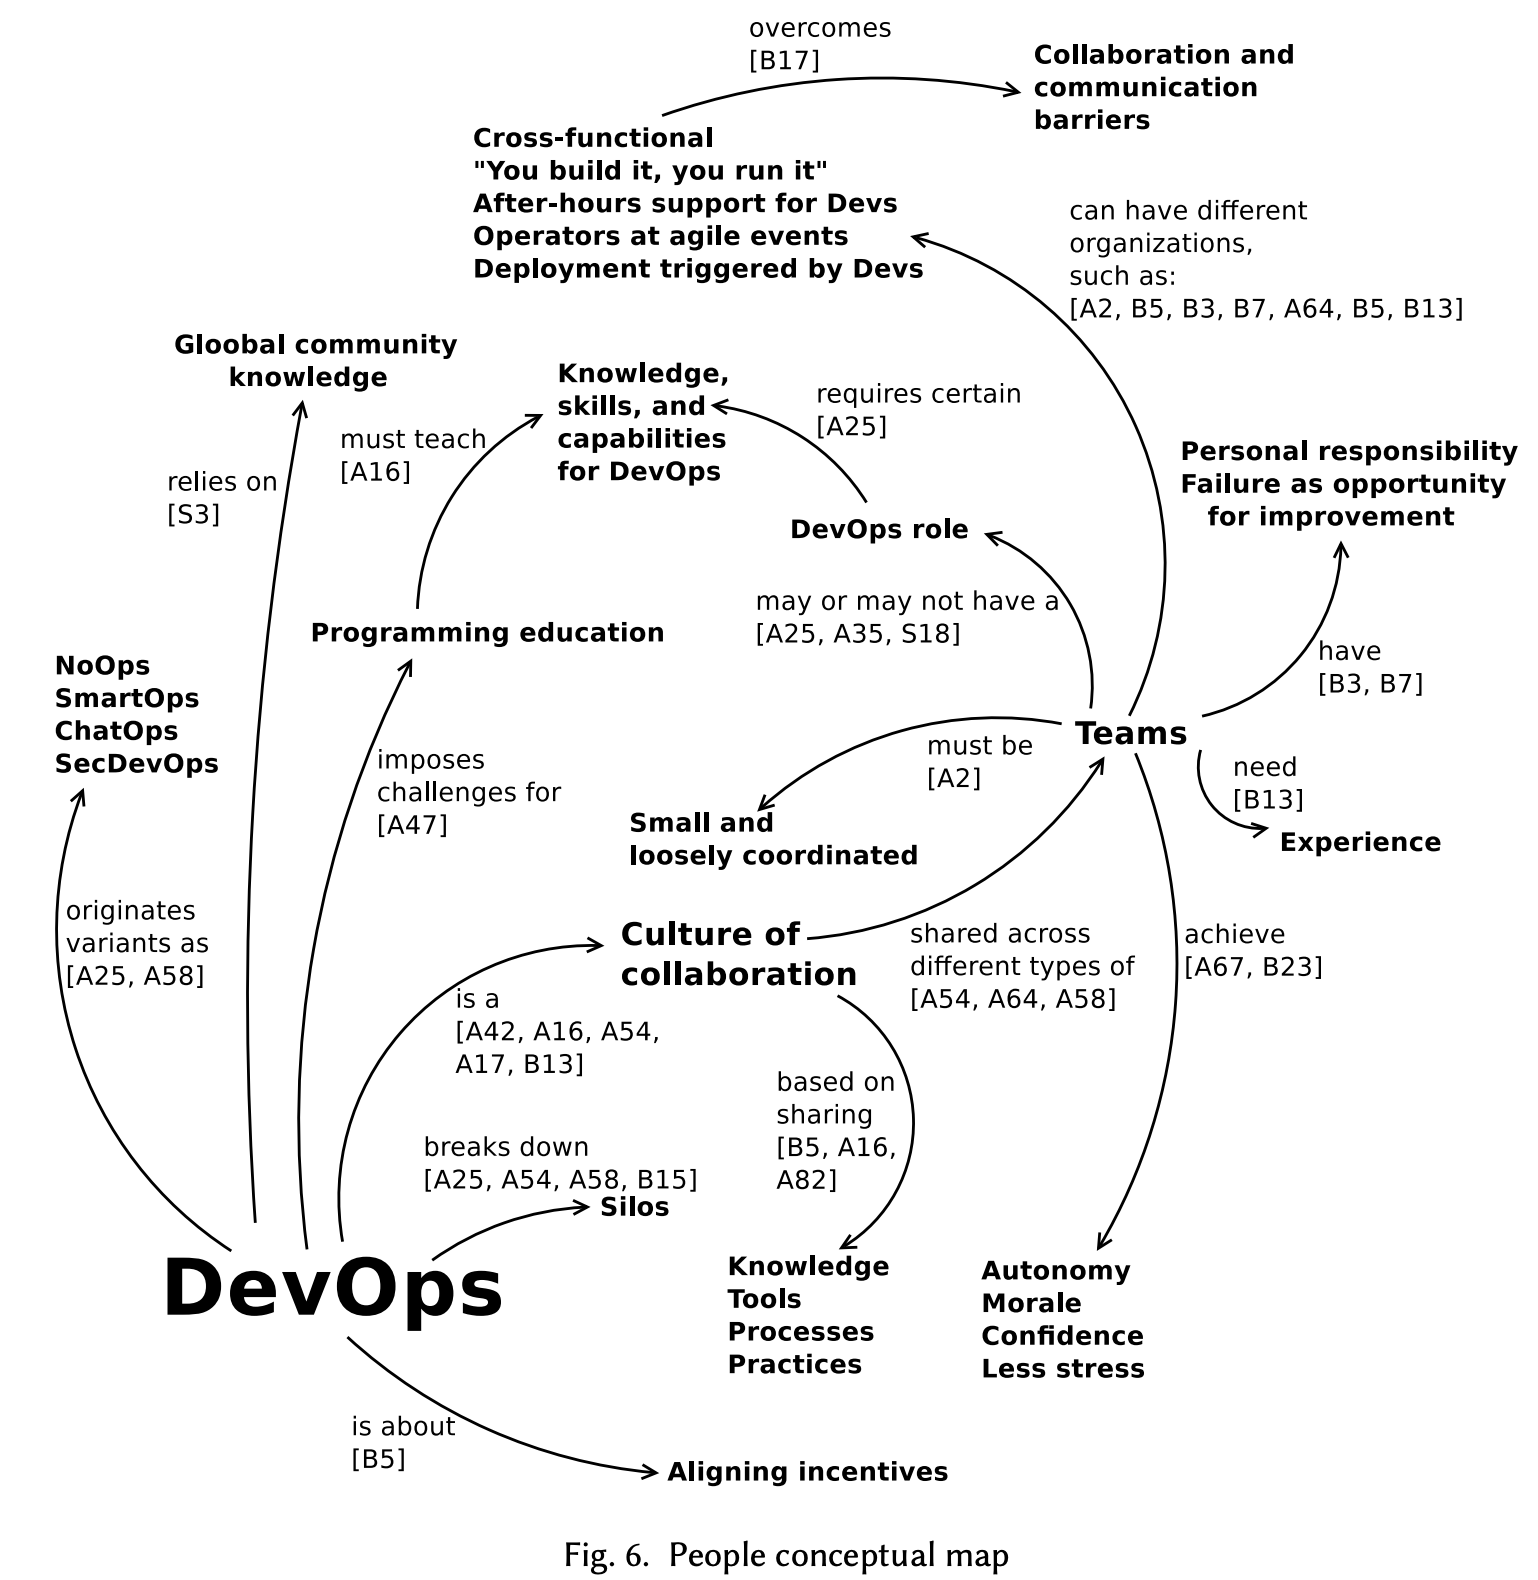 overcomes
[B17]
Collaboration and
communication
barriers
Cross-functional
"You build it, you run it"
After-hours support for Devs
Operators at agile events
Deployment triggered by Devs
can have different
organizations,
such as:
[A2, B5, B3, B7, A64, B5, B13]
Gloobal community
knowledge
Knowledge,
skills, and
capabilities
for DevOps
requires certain
[A25]
must teach
[A16]
relies on
[S3]
Personal responsibility
Failure as opportunity
for improvement
DevOps role
may or may not have a
[A25, A35, S18]
Programming education
have
[B3, B7]
NoOps
SmartOps
ChatOps
SecDevOps
Teams
must be
[A2]
need
[B13]
imposes
challenges for
[A47]
Small and
loosely coordinated
Experience
originates
variants as
[A25, A58]
Culture of
collaboration
shared across
different types of
[A54, A64, A58]
achieve
[A67, B23]
is a
[A42, A16, A54,
A17, B13]
based on
sharing
[B5, A16,
A82]
breaks down
[A25, A54, A58, B15]
Silos
DevOps
Knowledge
Tools
Processes
Practices
Autonomy
Morale
Confidence
Less stress
is about
[B5]
Aligning incentives
Fig. 6. People conceptual map